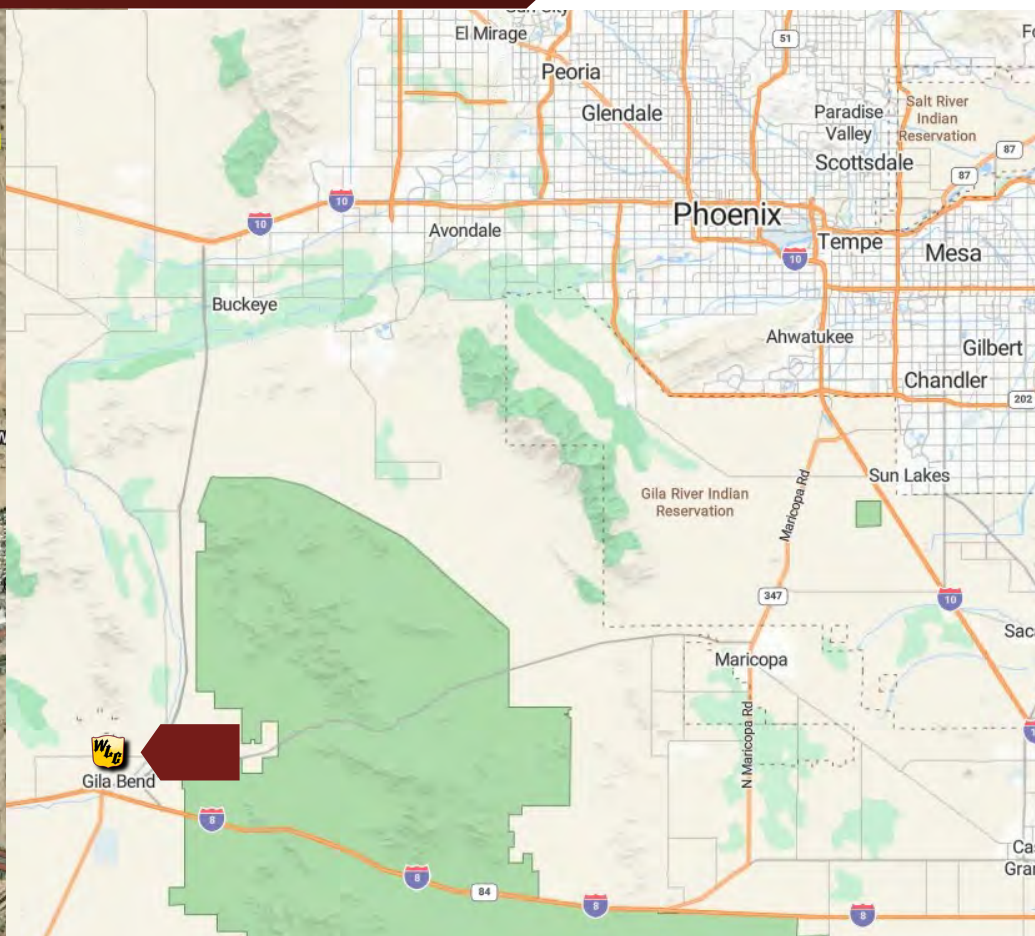 El Mirage
51
Peoria
Glendale
Paradise
Valley
Salt River
Indian
Reservation
87
87
Scottsdale
10
10
Phoenix
Avondale
Tempe
Mesa
10
Buckeye
Ahwatukee
Gilbert
Chandler
202
Sun Lakes
Gila River Indian
Reservation
Maricopa Rd
347
10
Maricopa
N Maricopa Rd
WLC
Gila Bend
8
8
84
8
8